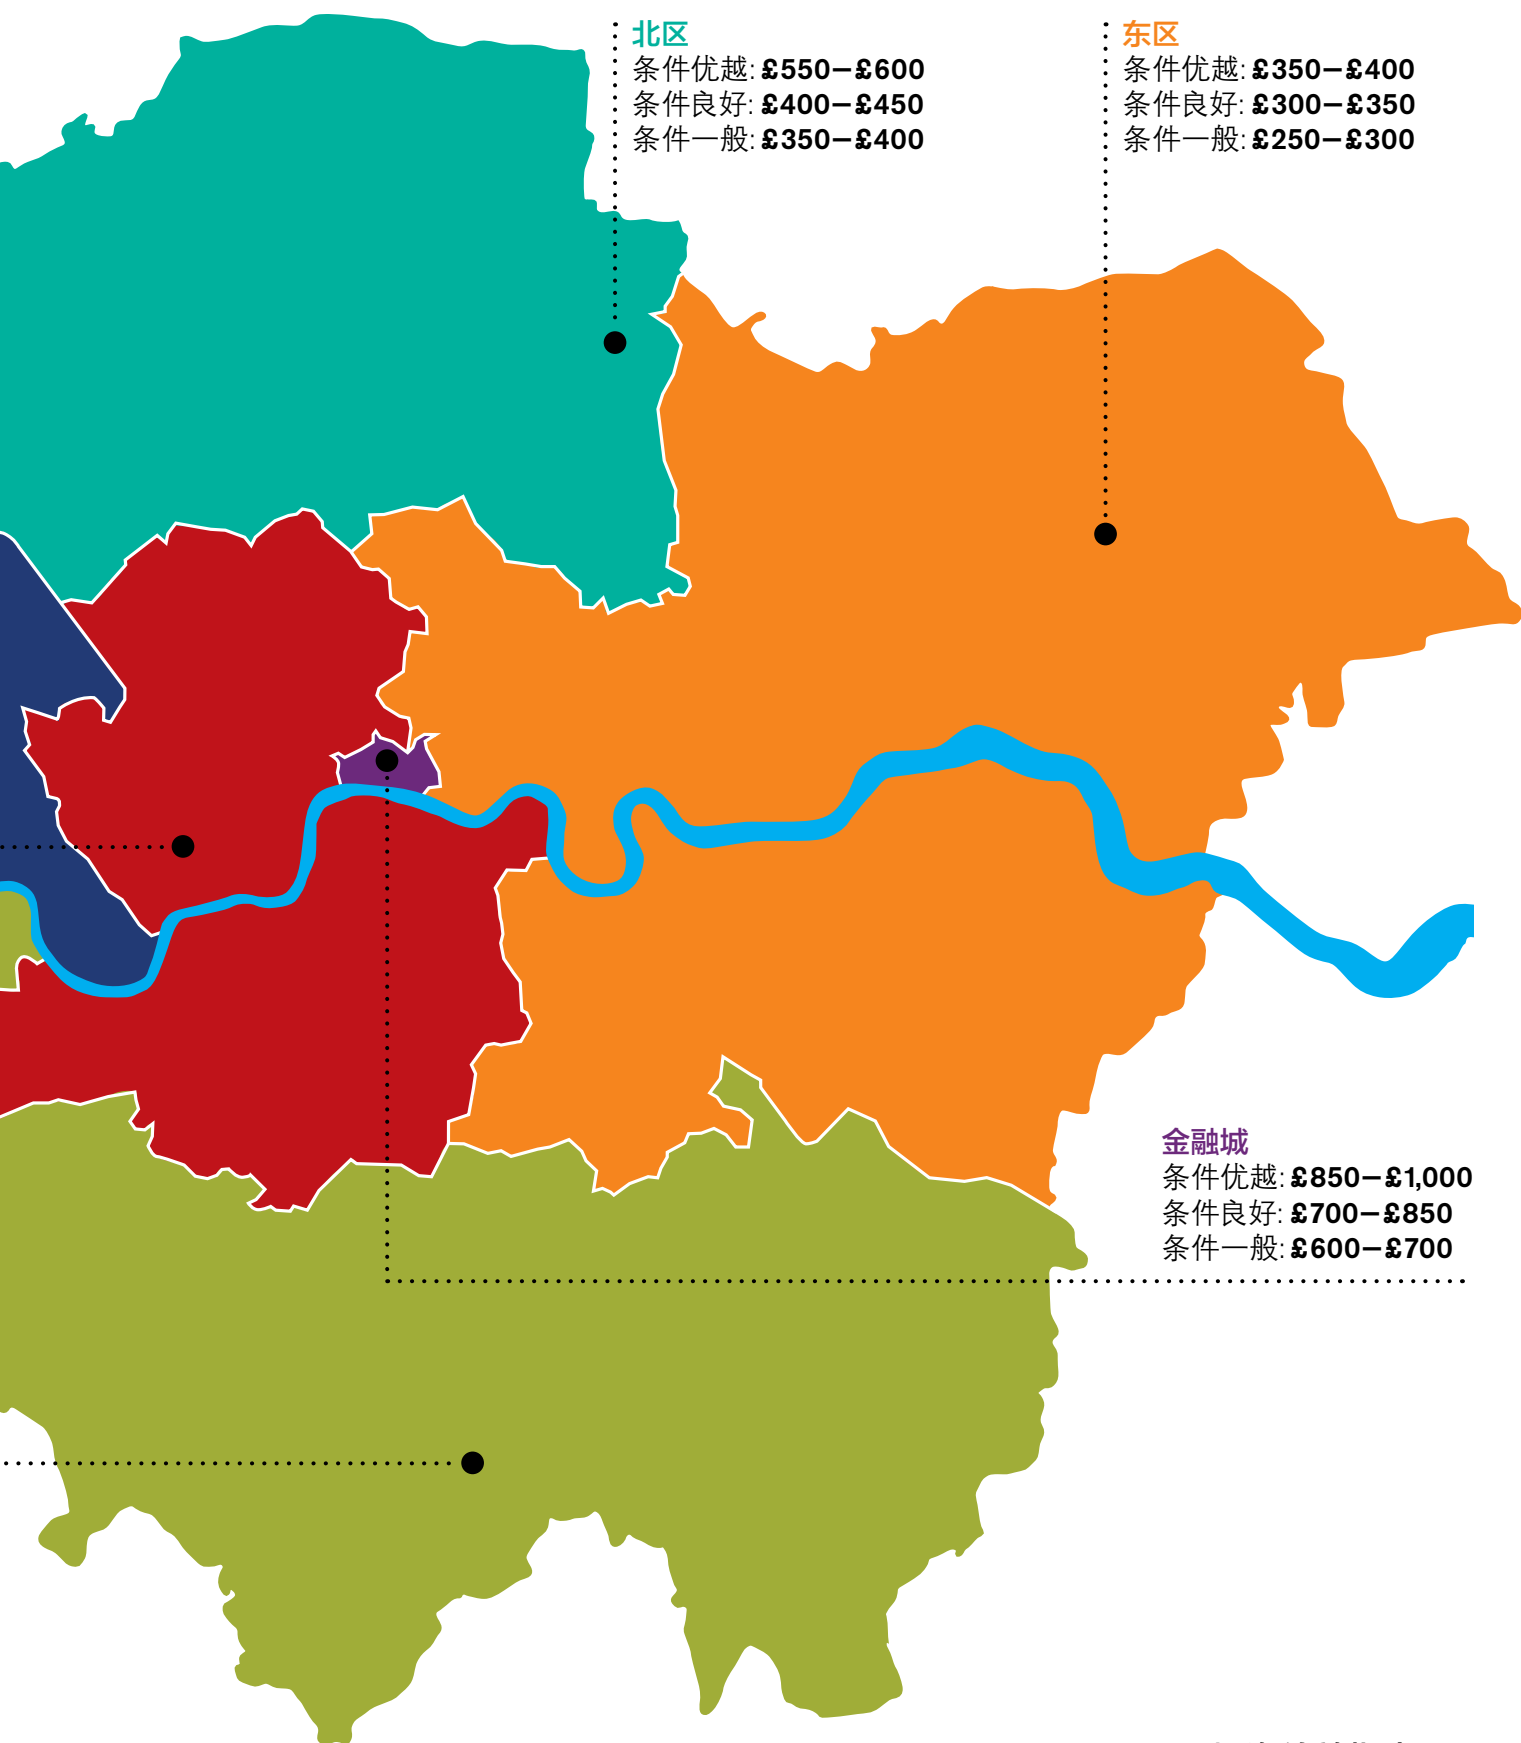 北区
条件优越: £550–£600
条件良好: £400–£450
条件一般: £350–£400
东区
条件优越: £350–£400
条件良好: £300–£350
条件一般: £250–£300
金融城
条件优越: £850–£1,000
条件良好: £700–£850
条件一般: £600–£700